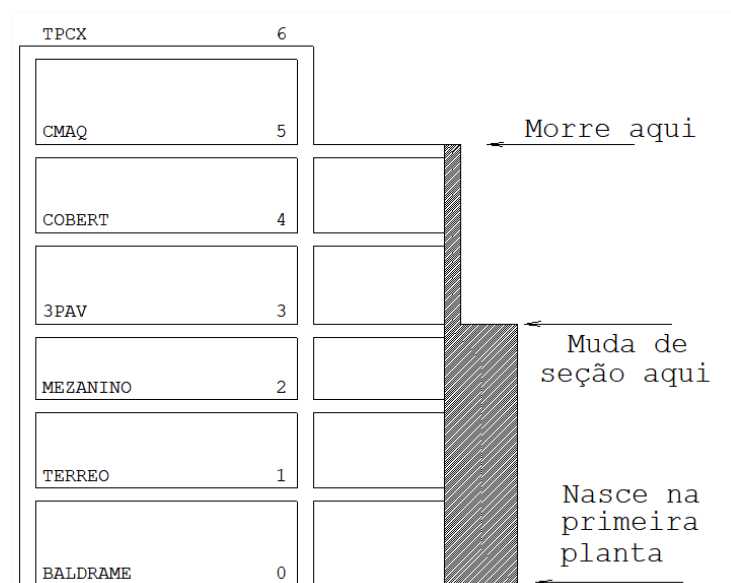 TPCX 6
CMAQ 5
Morre aqui
COBERT 4
3PAV 3
Muda de
seção aqui
MEZANINO 2
TERREO 1
Nasce na
primeira
planta
BALDRAME 0